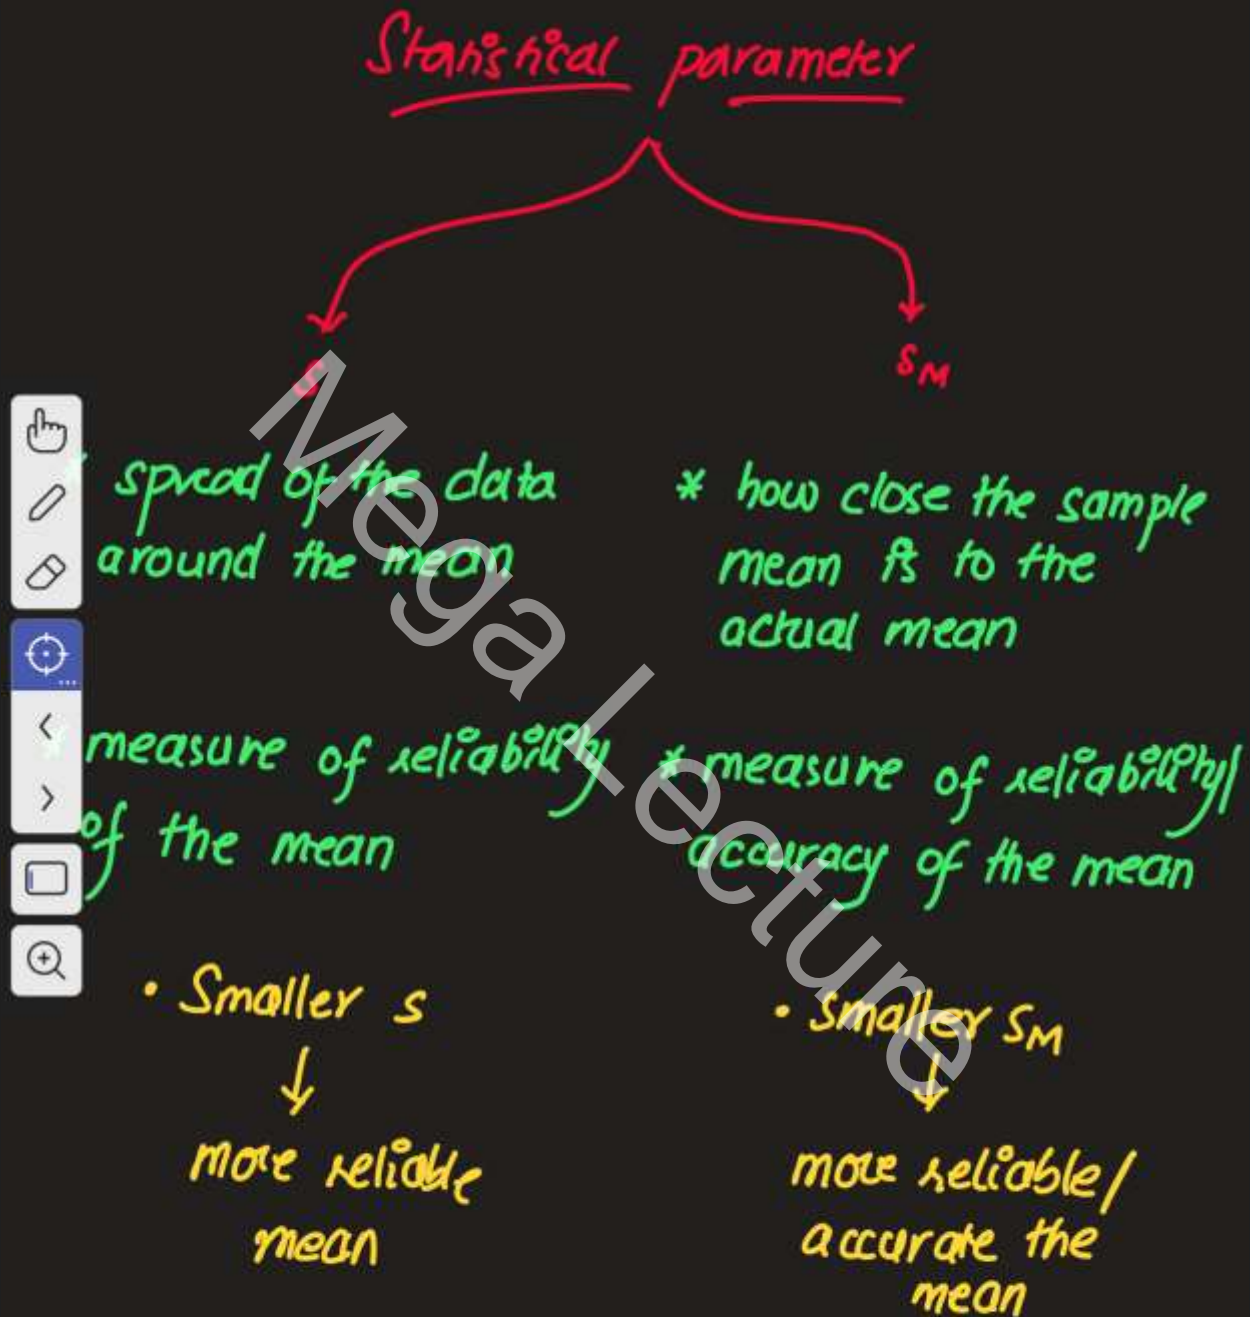 Statistical parameter
s
SM
* spread of the data
around the mean
* how close the sample
mean is to the
actual mean
* measure of reliability
of the mean
* measure of reliability/
accuracy of the mean
• Smaller s
↓
more reliable
mean
• smaller SM
↓
more reliable/
accurate the
mean
Mega Lecture